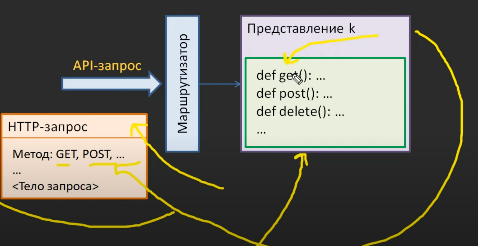 Представление k
API-запрос
Маршрутизатор
def get(): ...
def post(): ...
def delete(): ...
...
HTTP-запрос
Метод: GET, POST, ...
...
<Тело запроса>